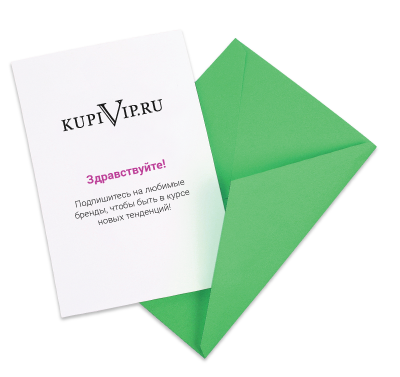 KUPIVIP.RU
Здравствуйте!
Подпишитесь на любимые
бренды, чтобы быть в курсе
новых тенденций!